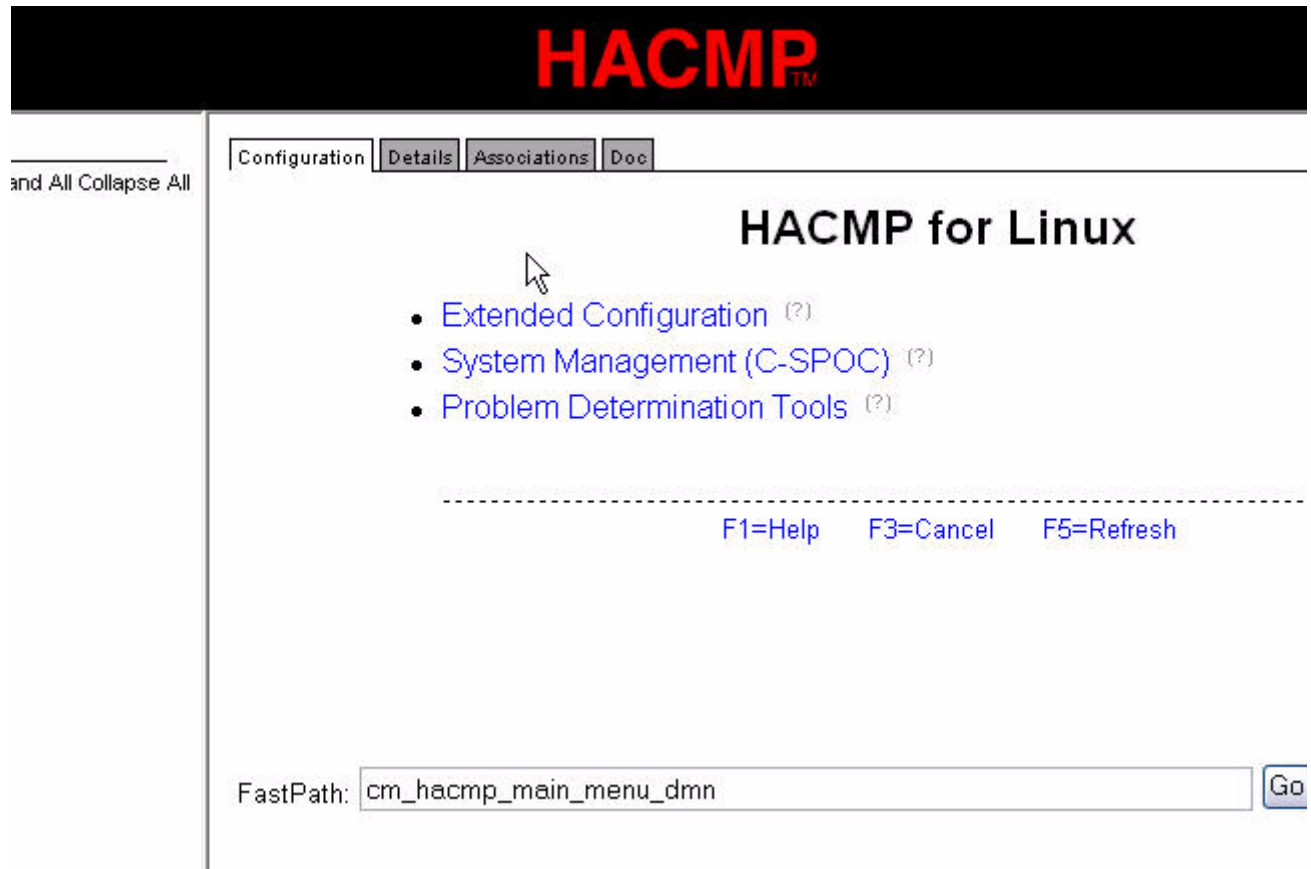 HACMP TM
and All Collapse All
Configuration Details Associations Doc
HACMP for Linux
• Extended Configuration (?)
• System Management (C-SPOC) (?)
• Problem Determination Tools (?)
F1=Help F3=Cancel F5=Refresh
FastPath: cm_hacmp_main_menu_dmn Go